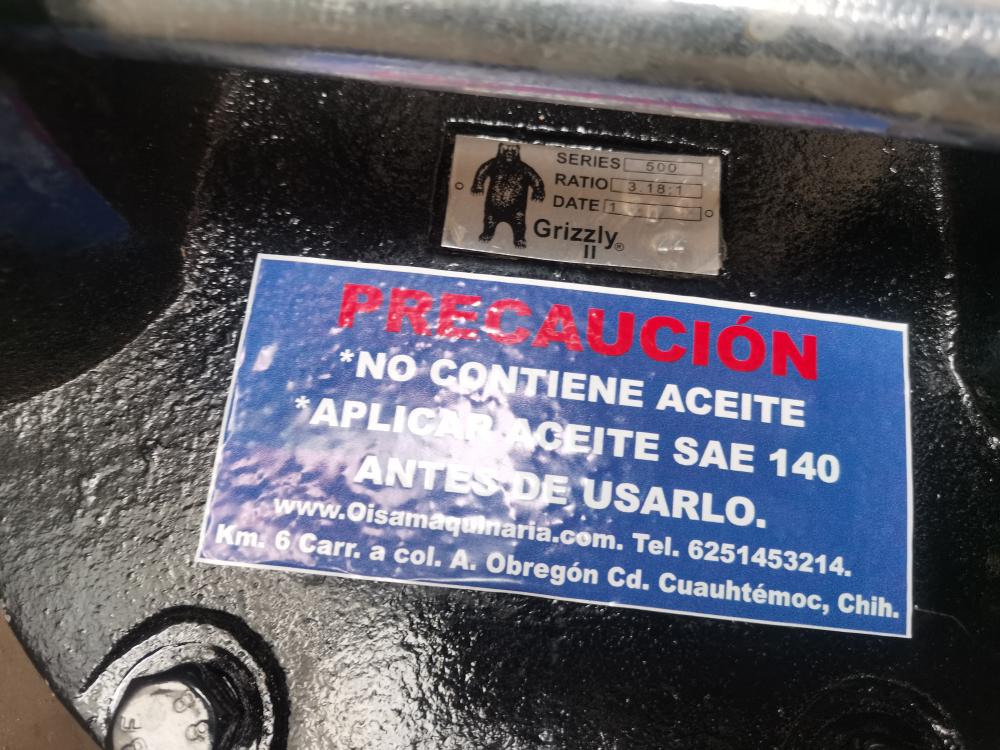 SERIES 500
RATIO 3.18:1
DATE 1
Grizzly®
II
PRECAUCIÓN
*NO CONTIENE ACEITE
*APLICAR ACEITE SAE 140
ANTES DE USARLO.
www.Oisamaquinaria.com. Tel. 6251453214.
Km. 6 Carr. a col. A. Obregón Cd. Cuauhtémoc, Chih.